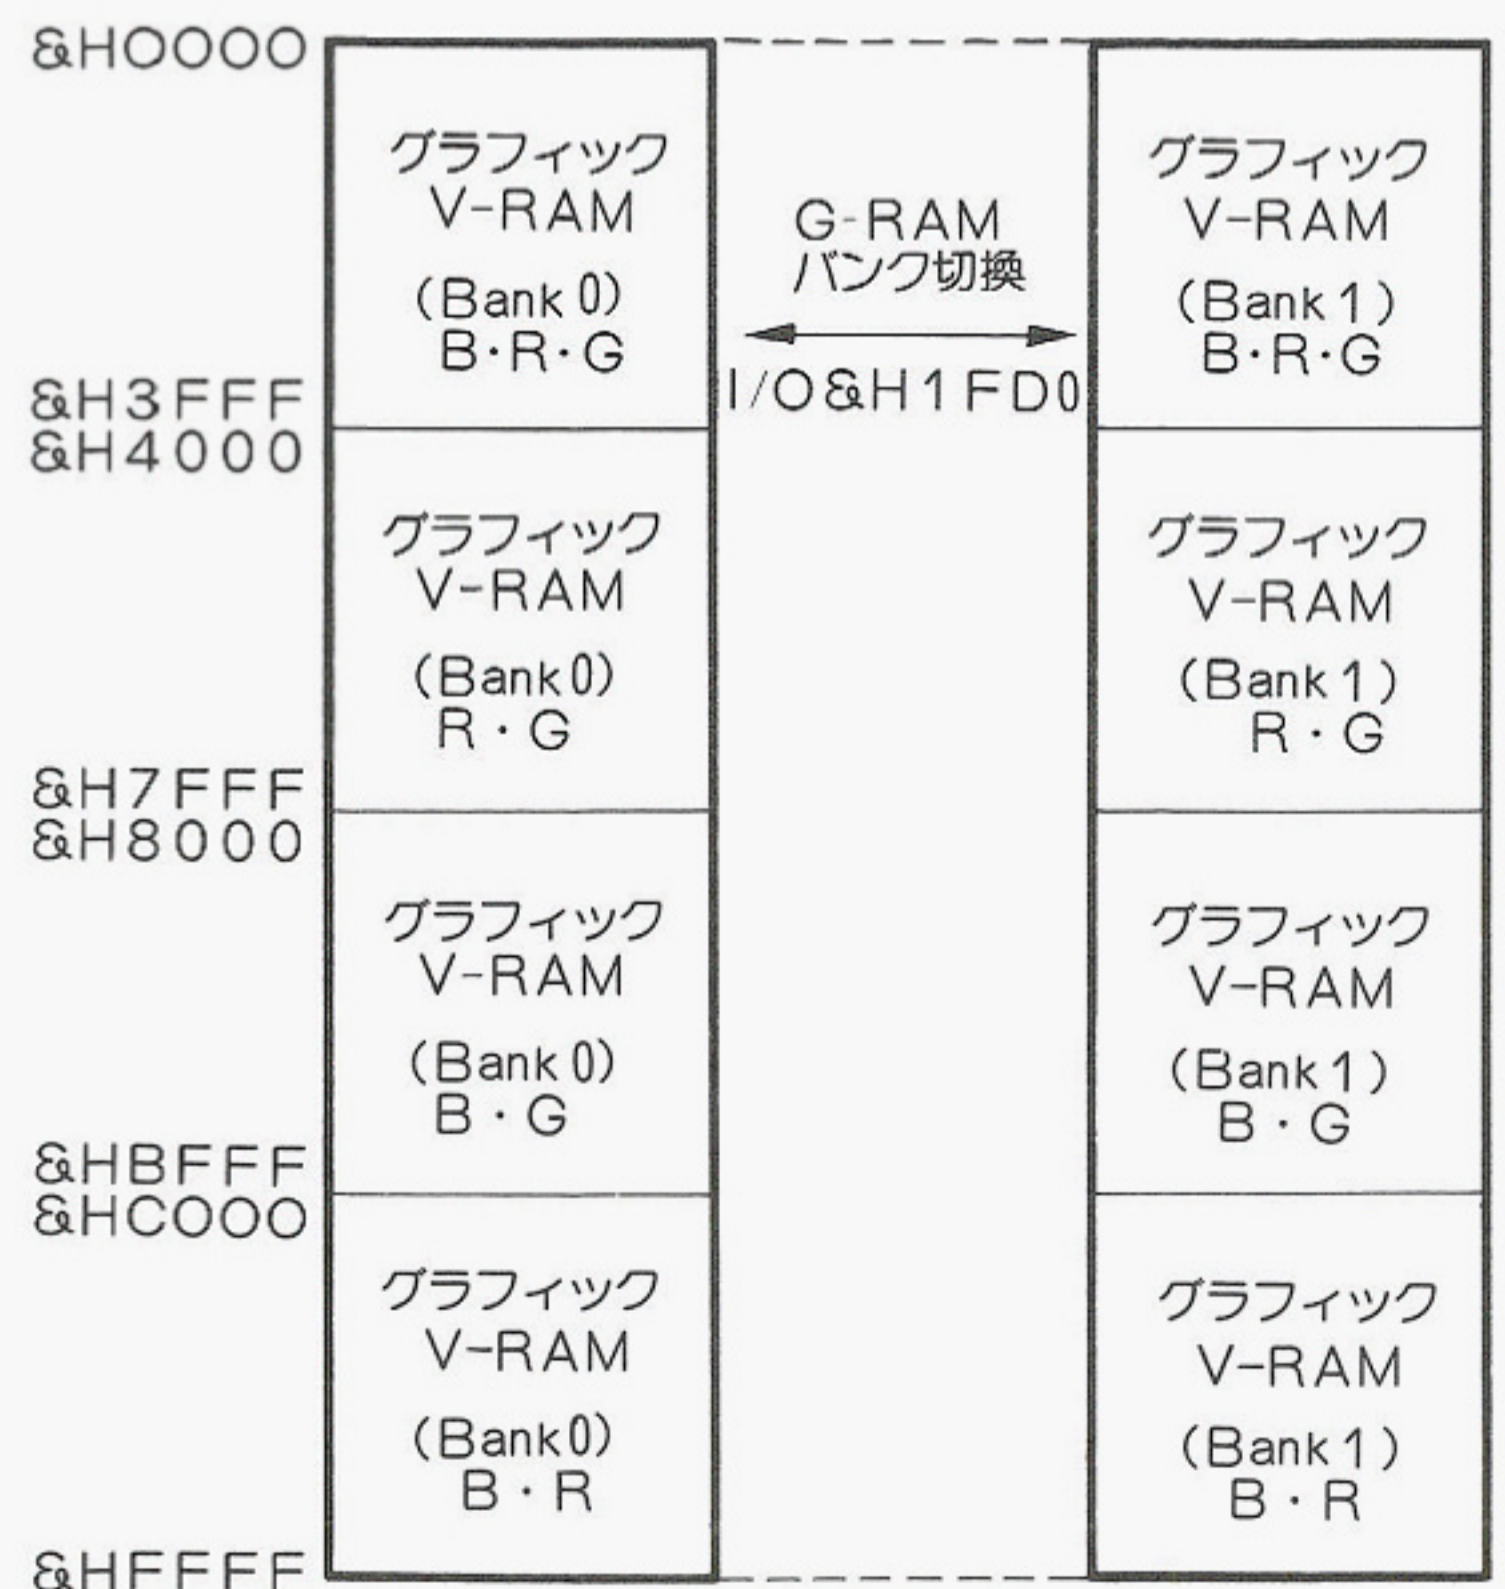 &H0000
グラフィック
V-RAM
(Bank 0)
B・R・G
G-RAM
バンク切換
I/O&H1FD0
グラフィック
V-RAM
(Bank 1)
B・R・G
&H3FFF
&H4000
グラフィック
V-RAM
(Bank 0)
R・G
グラフィック
V-RAM
(Bank 1)
R・G
&H7FFF
&H8000
グラフィック
V-RAM
(Bank 0)
B・G
グラフィック
V-RAM
(Bank 1)
B・G
&HBFFF
&HC000
グラフィック
V-RAM
(Bank 0)
B・R
グラフィック
V-RAM
(Bank 1)
B・R
&HFFFF